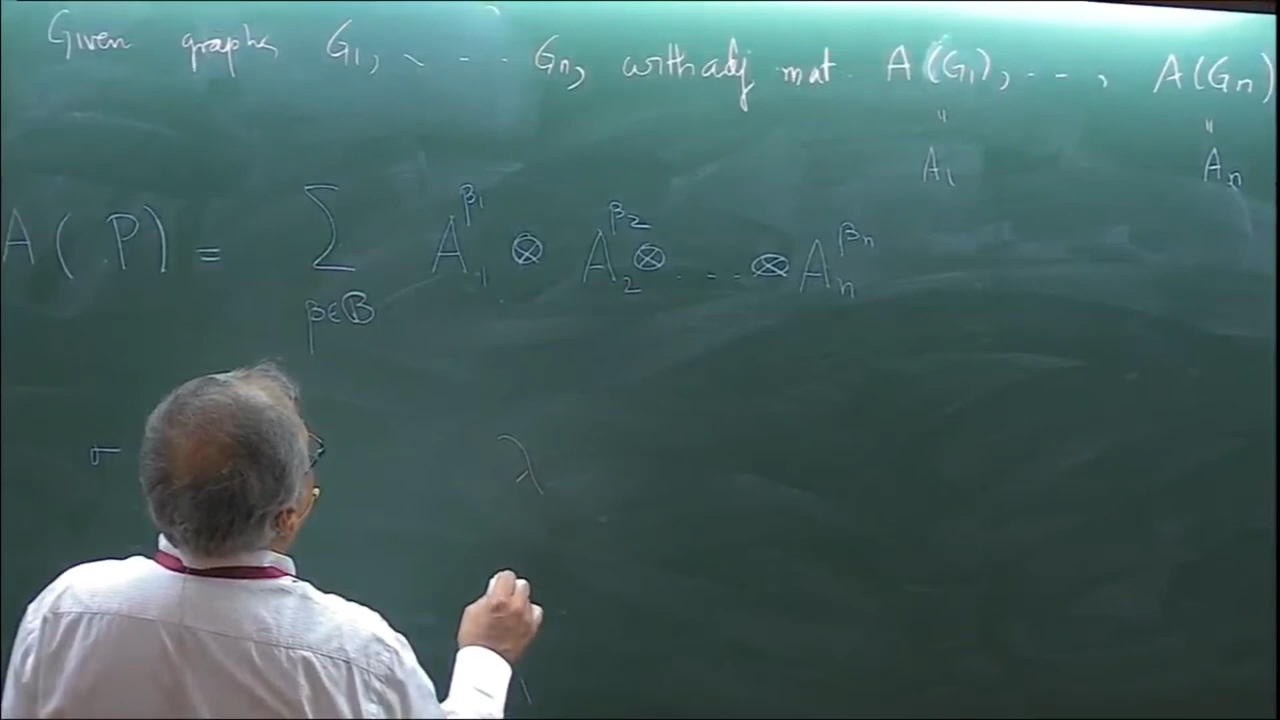 Given graphs G₁, . . . . Gₙ, with adj mat. A(G₁), . . . , A(Gₙ)
" "
A₁ Aₙ
A(P) = ∑ A₁^β₁ ⊗ A₂^β₂ ⊗ . . . . ⊗ Aₙ^βₙ
β∈𝔹
σ λ